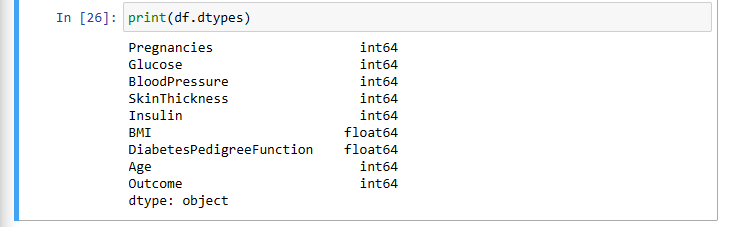 In [26]: print(df.dtypes)
Pregnancies int64
Glucose int64
BloodPressure int64
SkinThickness int64
Insulin int64
BMI float64
DiabetesPedigreeFunction float64
Age int64
Outcome int64
dtype: object